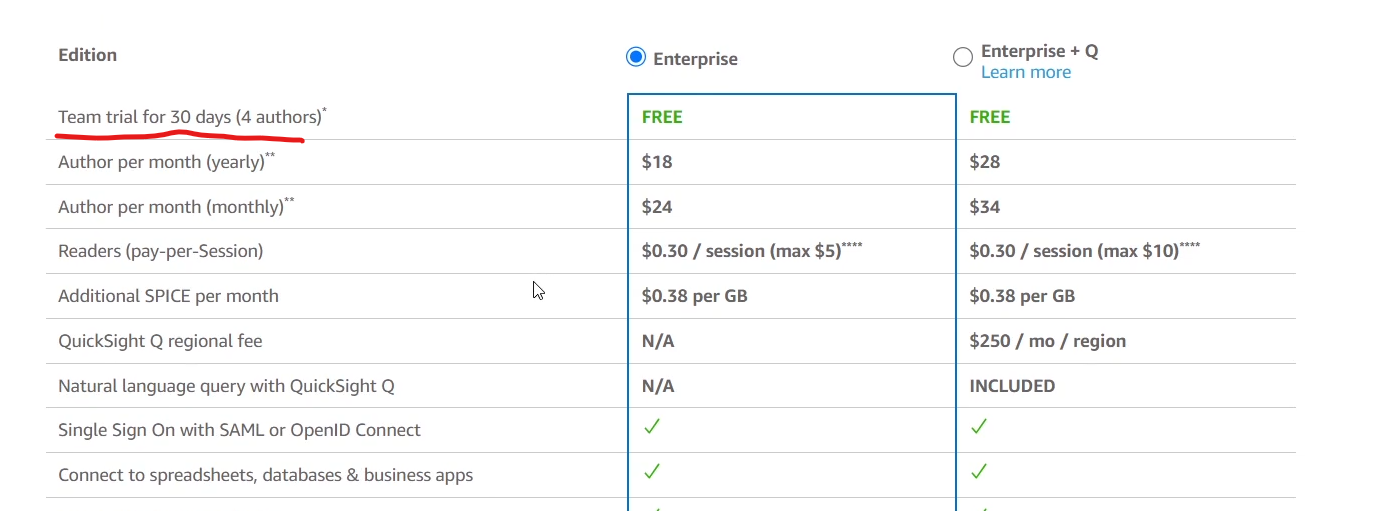 Edition Enterprise Enterprise + Q
Learn more
Team trial for 30 days (4 authors)* FREE FREE
Author per month (yearly)** $18 $28
Author per month (monthly)** $24 $34
Readers (pay-per-Session) $0.30 / session (max $5)**** $0.30 / session (max $10)****
Additional SPICE per month $0.38 per GB $0.38 per GB
QuickSight Q regional fee N/A $250 / mo / region
Natural language query with QuickSight Q N/A INCLUDED
Single Sign On with SAML or OpenID Connect
Connect to spreadsheets, databases & business apps